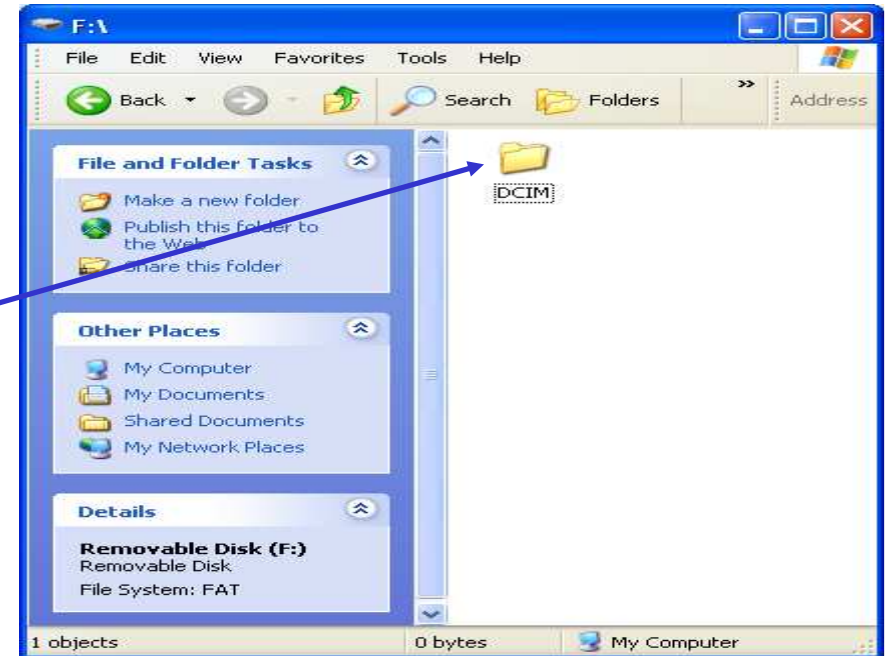 F:\
File Edit View Favorites Tools Help
Back Search Folders » Address
File and Folder Tasks
Make a new folder
Publish this folder to
the Web
Share this folder
Other Places
My Computer
My Documents
Shared Documents
My Network Places
Details
Removable Disk (F:)
Removable Disk
File System: FAT
DCIM
1 objects 0 bytes My Computer